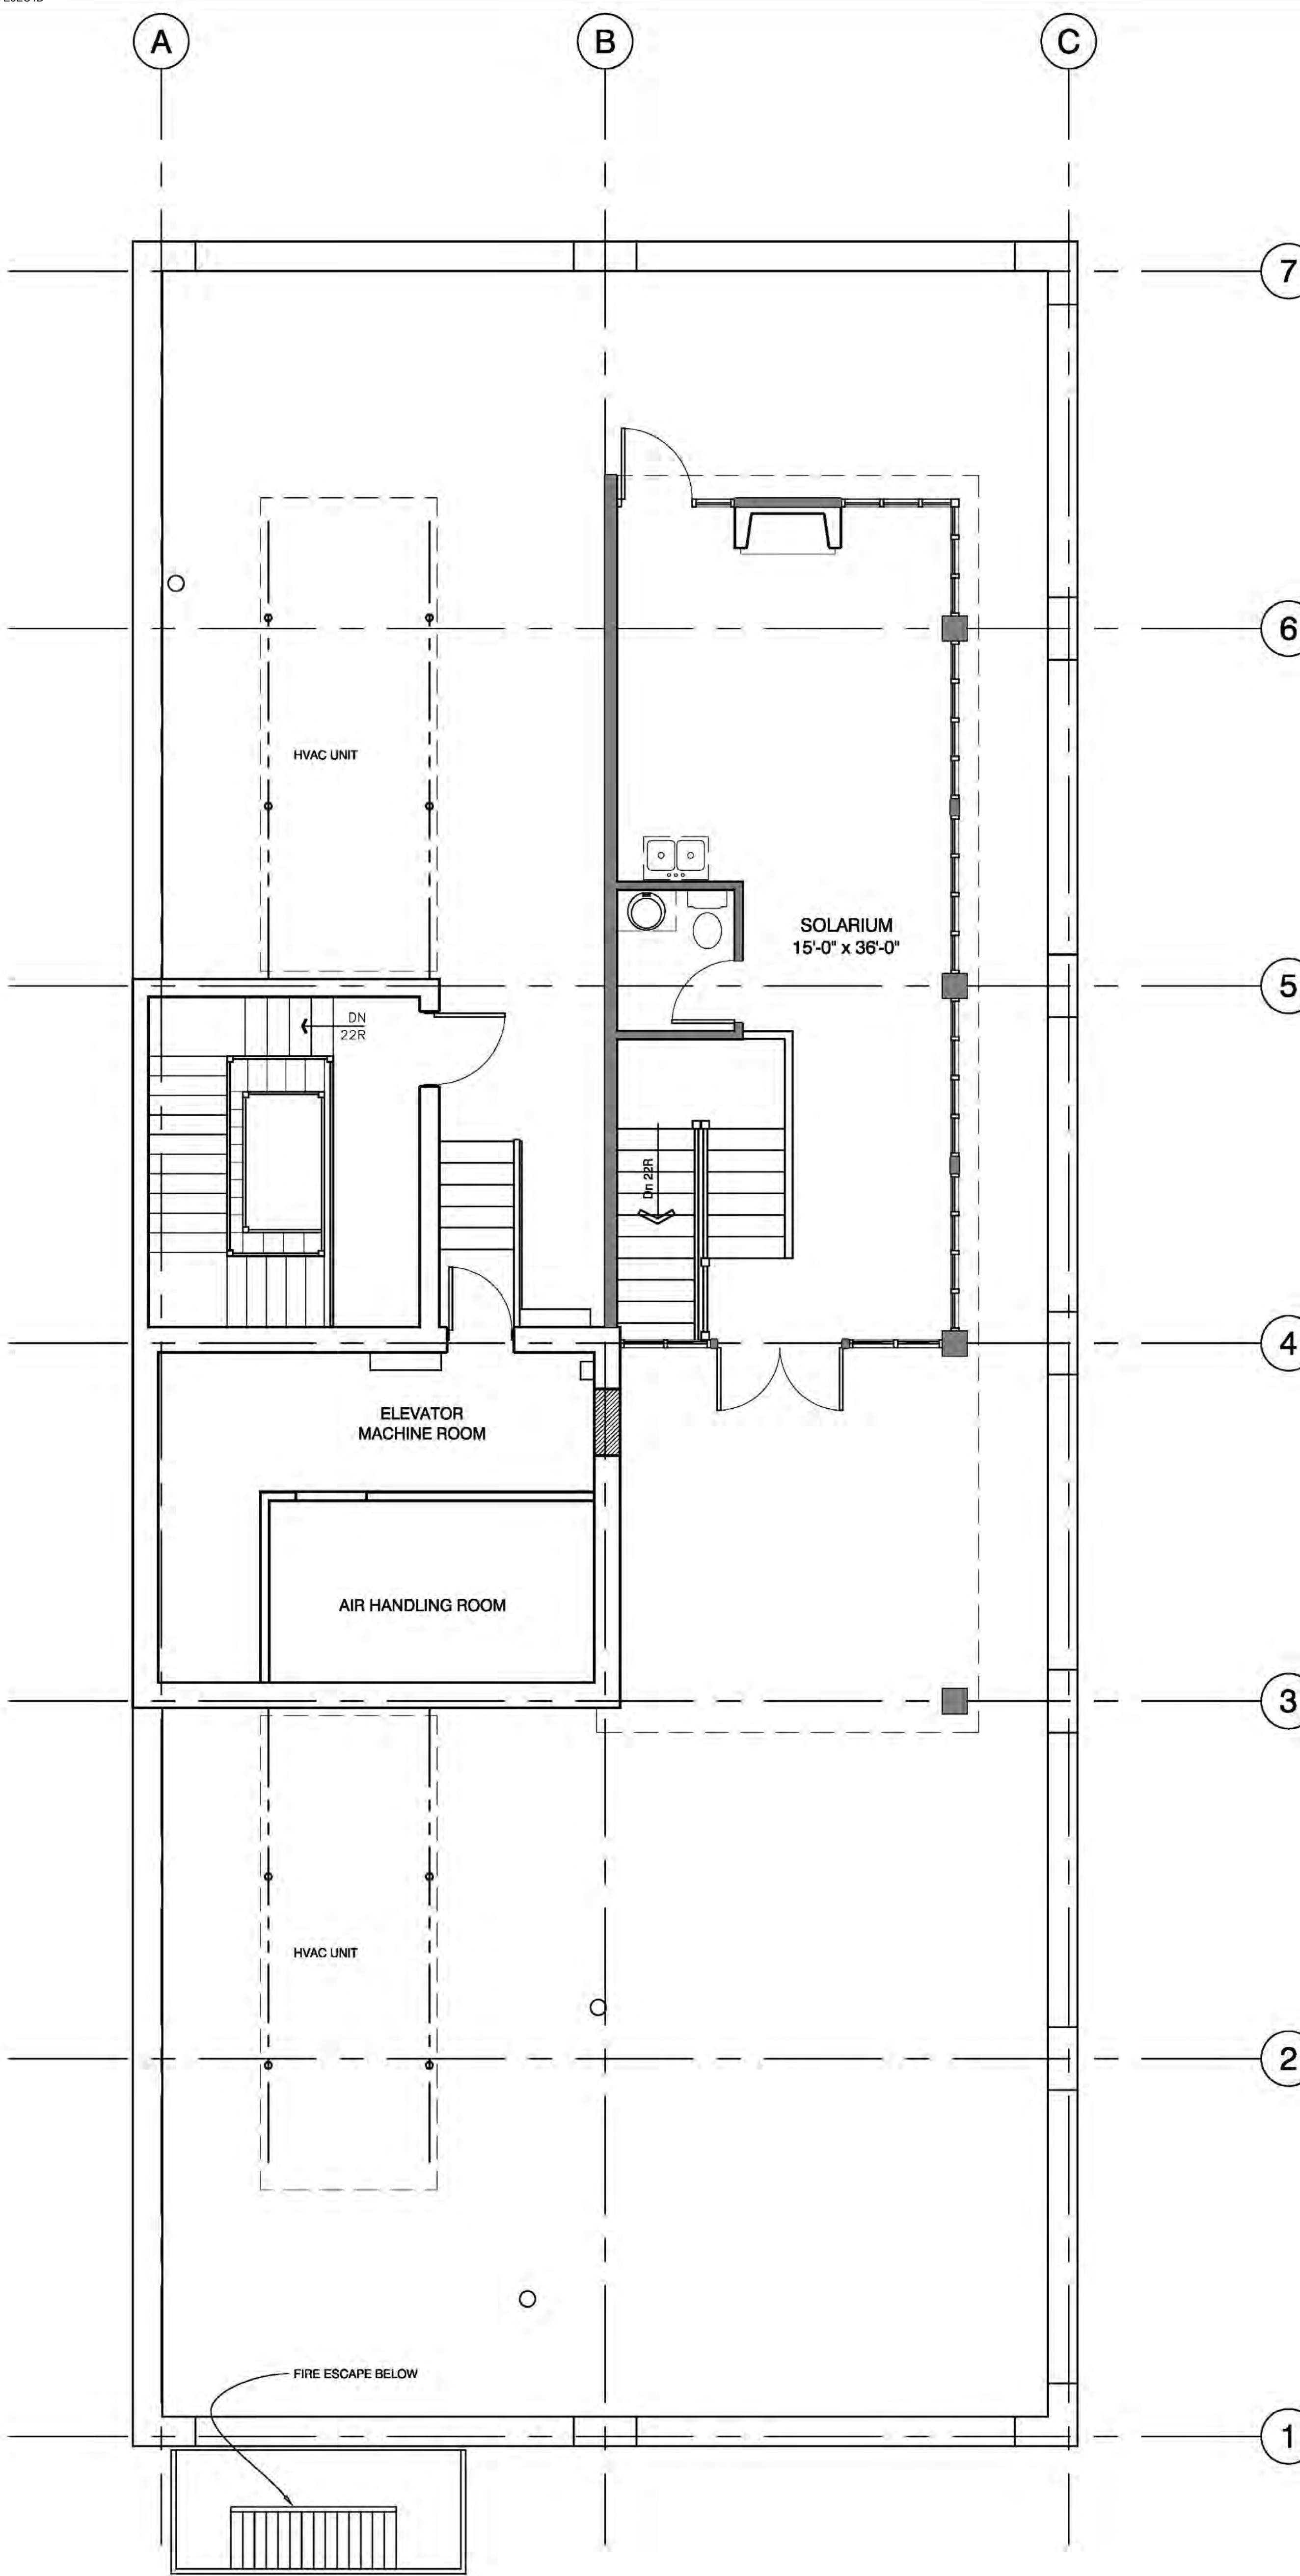 A
B
C
7
6
HVAC UNIT
SOLARIUM
15'-0" x 36'-0"
5
DN
22R
Dn 22R
4
ELEVATOR
MACHINE ROOM
AIR HANDLING ROOM
3
HVAC UNIT
2
FIRE ESCAPE BELOW
1